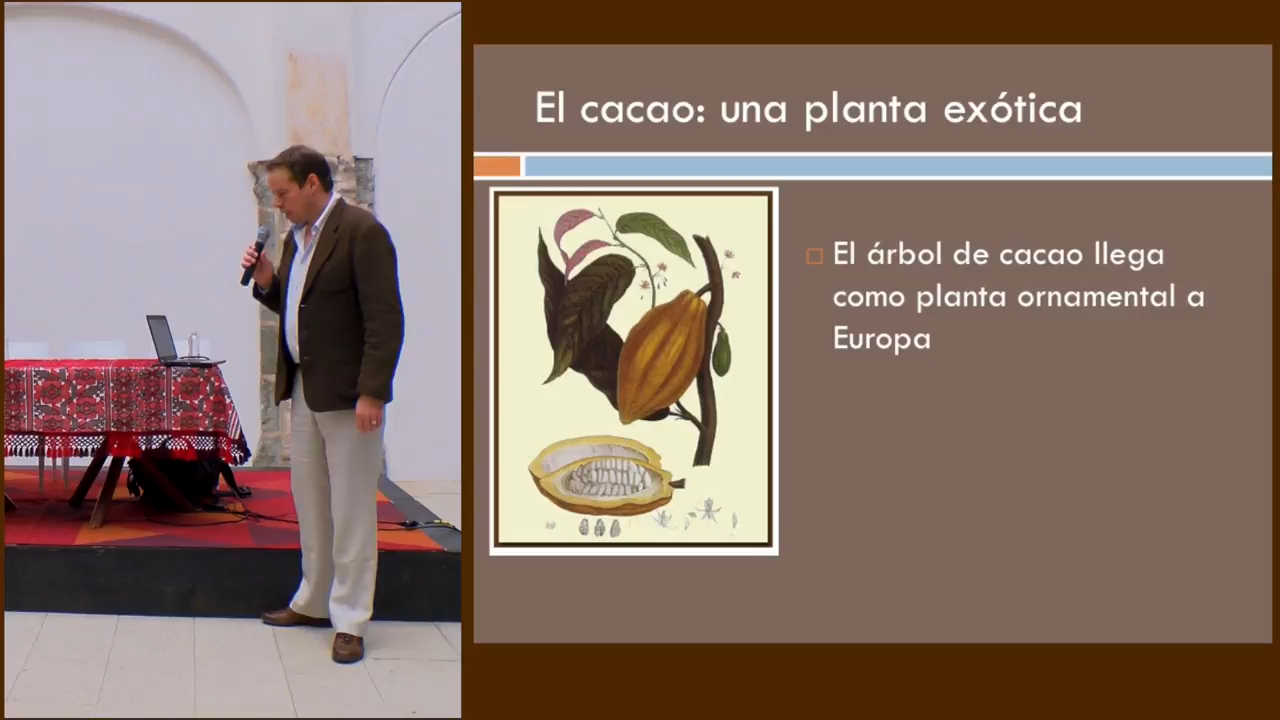 El cacao: una planta exótica
El árbol de cacao llega
como planta ornamental a
Europa